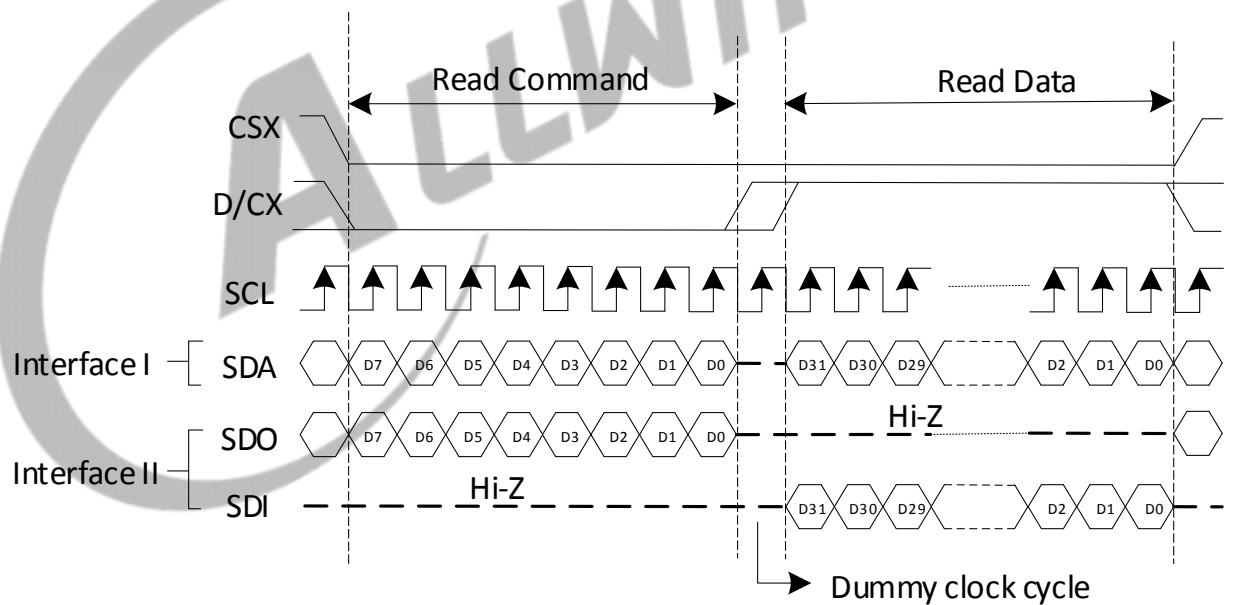 ALLWIN
Read Command
Read Data
CSX
D/CX
SCL
Interface I
SDA D7 D6 D5 D4 D3 D2 D1 D0 D31 D30 D29 D2 D1 D0
Hi-Z
SDO D7 D6 D5 D4 D3 D2 D1 D0
Interface II
Hi-Z
SDI D31 D30 D29 D2 D1 D0
Dummy clock cycle